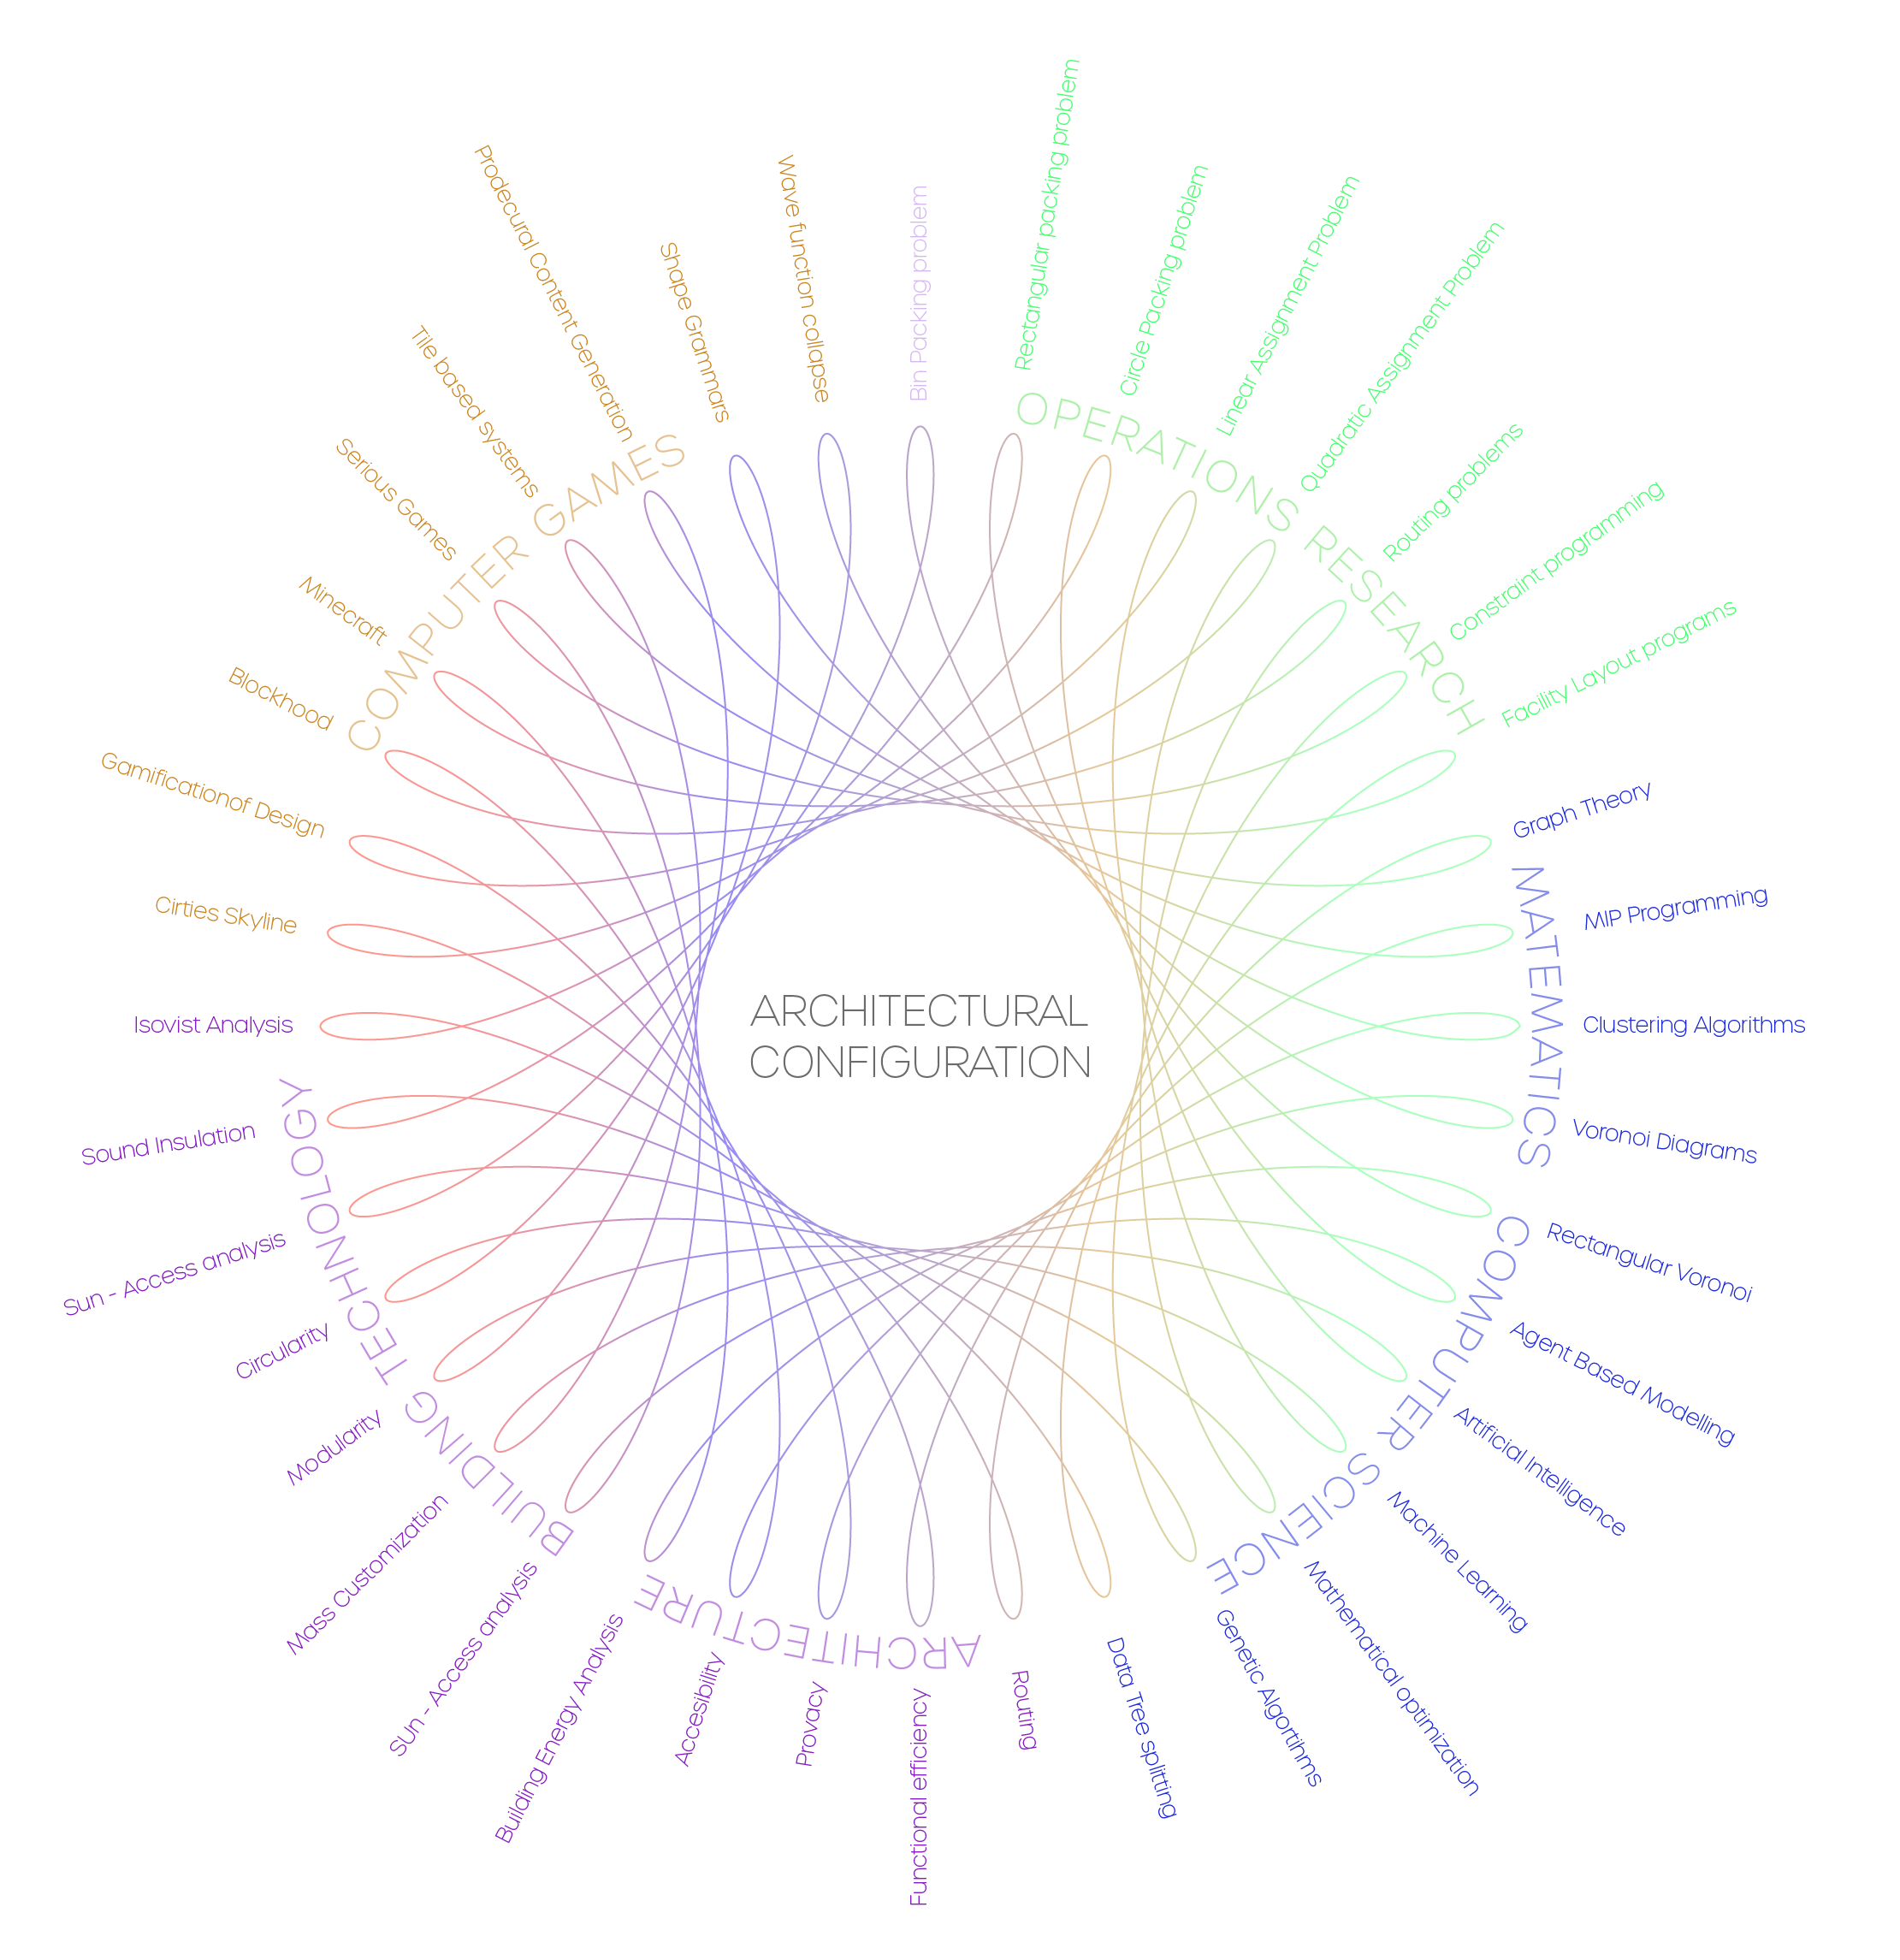 ARCHITECTURAL
CONFIGURATION
OPERATIONS RESEARCH
MATEMATICS
COMPUTER SCIENCE
ARCHITECTURE
BUILDING TECHNOLOGY
COMPUTER GAMES
Bin Packing problem
Rectangular packing problem
Circle Packing problem
Linear Assignment Problem
Quadratic Assignment Problem
Routing problems
Constraint programming
Facility Layout programs
Graph Theory
MIP Programming
Clustering Algorithms
Voronoi Diagrams
Rectangular Voronoi
Agent Based Modelling
Artificial Intelligence
Machine Learning
Mathematical optimization
Genetic Algortihms
Data Tree splitting
Routing
Functional efficiency
Provacy
Accesibility
Building Energy Analysis
SUn - Access analysis
Mass Customization
Modularity
Circularity
Sun - Access analysis
Sound Insulation
Isovist Analysis
Cirties Skyline
Gamificationof Design
Blockhood
Minecraft
Serious Games
Tile based systems
Prodecural Content Generation
Shape Grammars
Wave function collapse